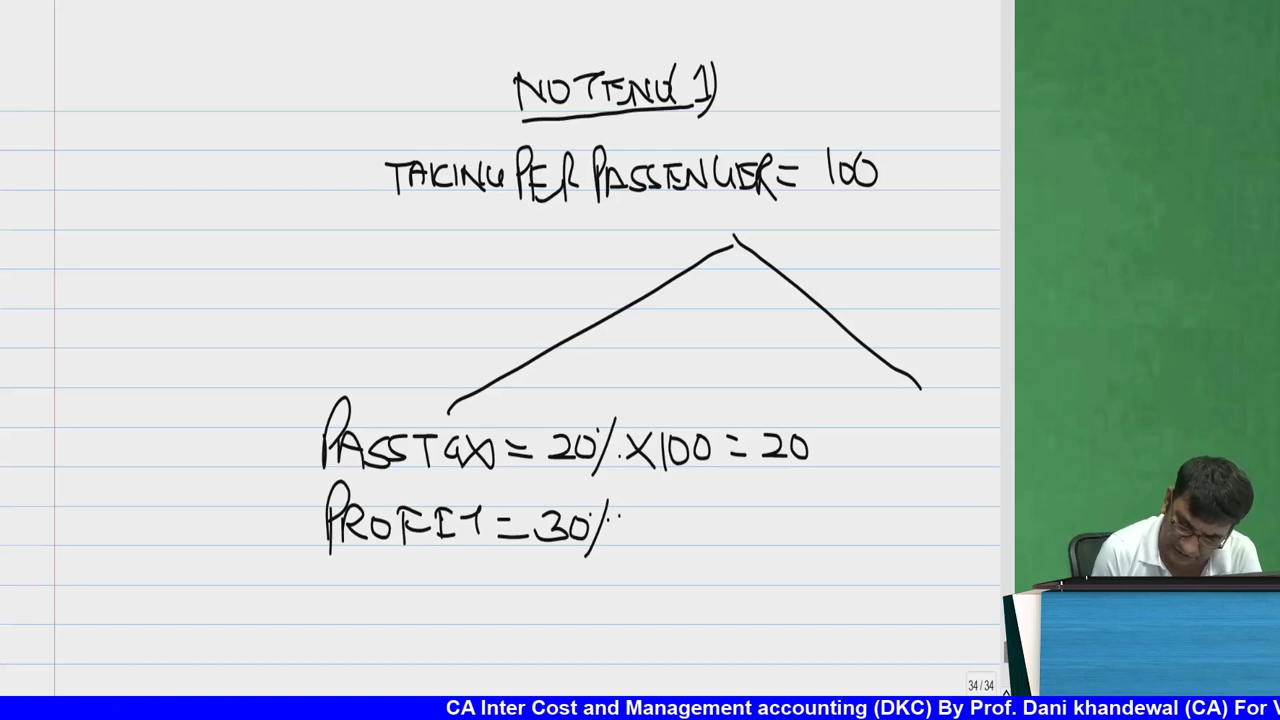 NOTENO(1)
TAKING PER PASSENGER = 100
PASSTAX = 20% X100 = 20
PROFIT = 30%
34 / 34
CA Inter Cost and Management accounting (DKC) By Prof. Dani khandewal (CA) For V